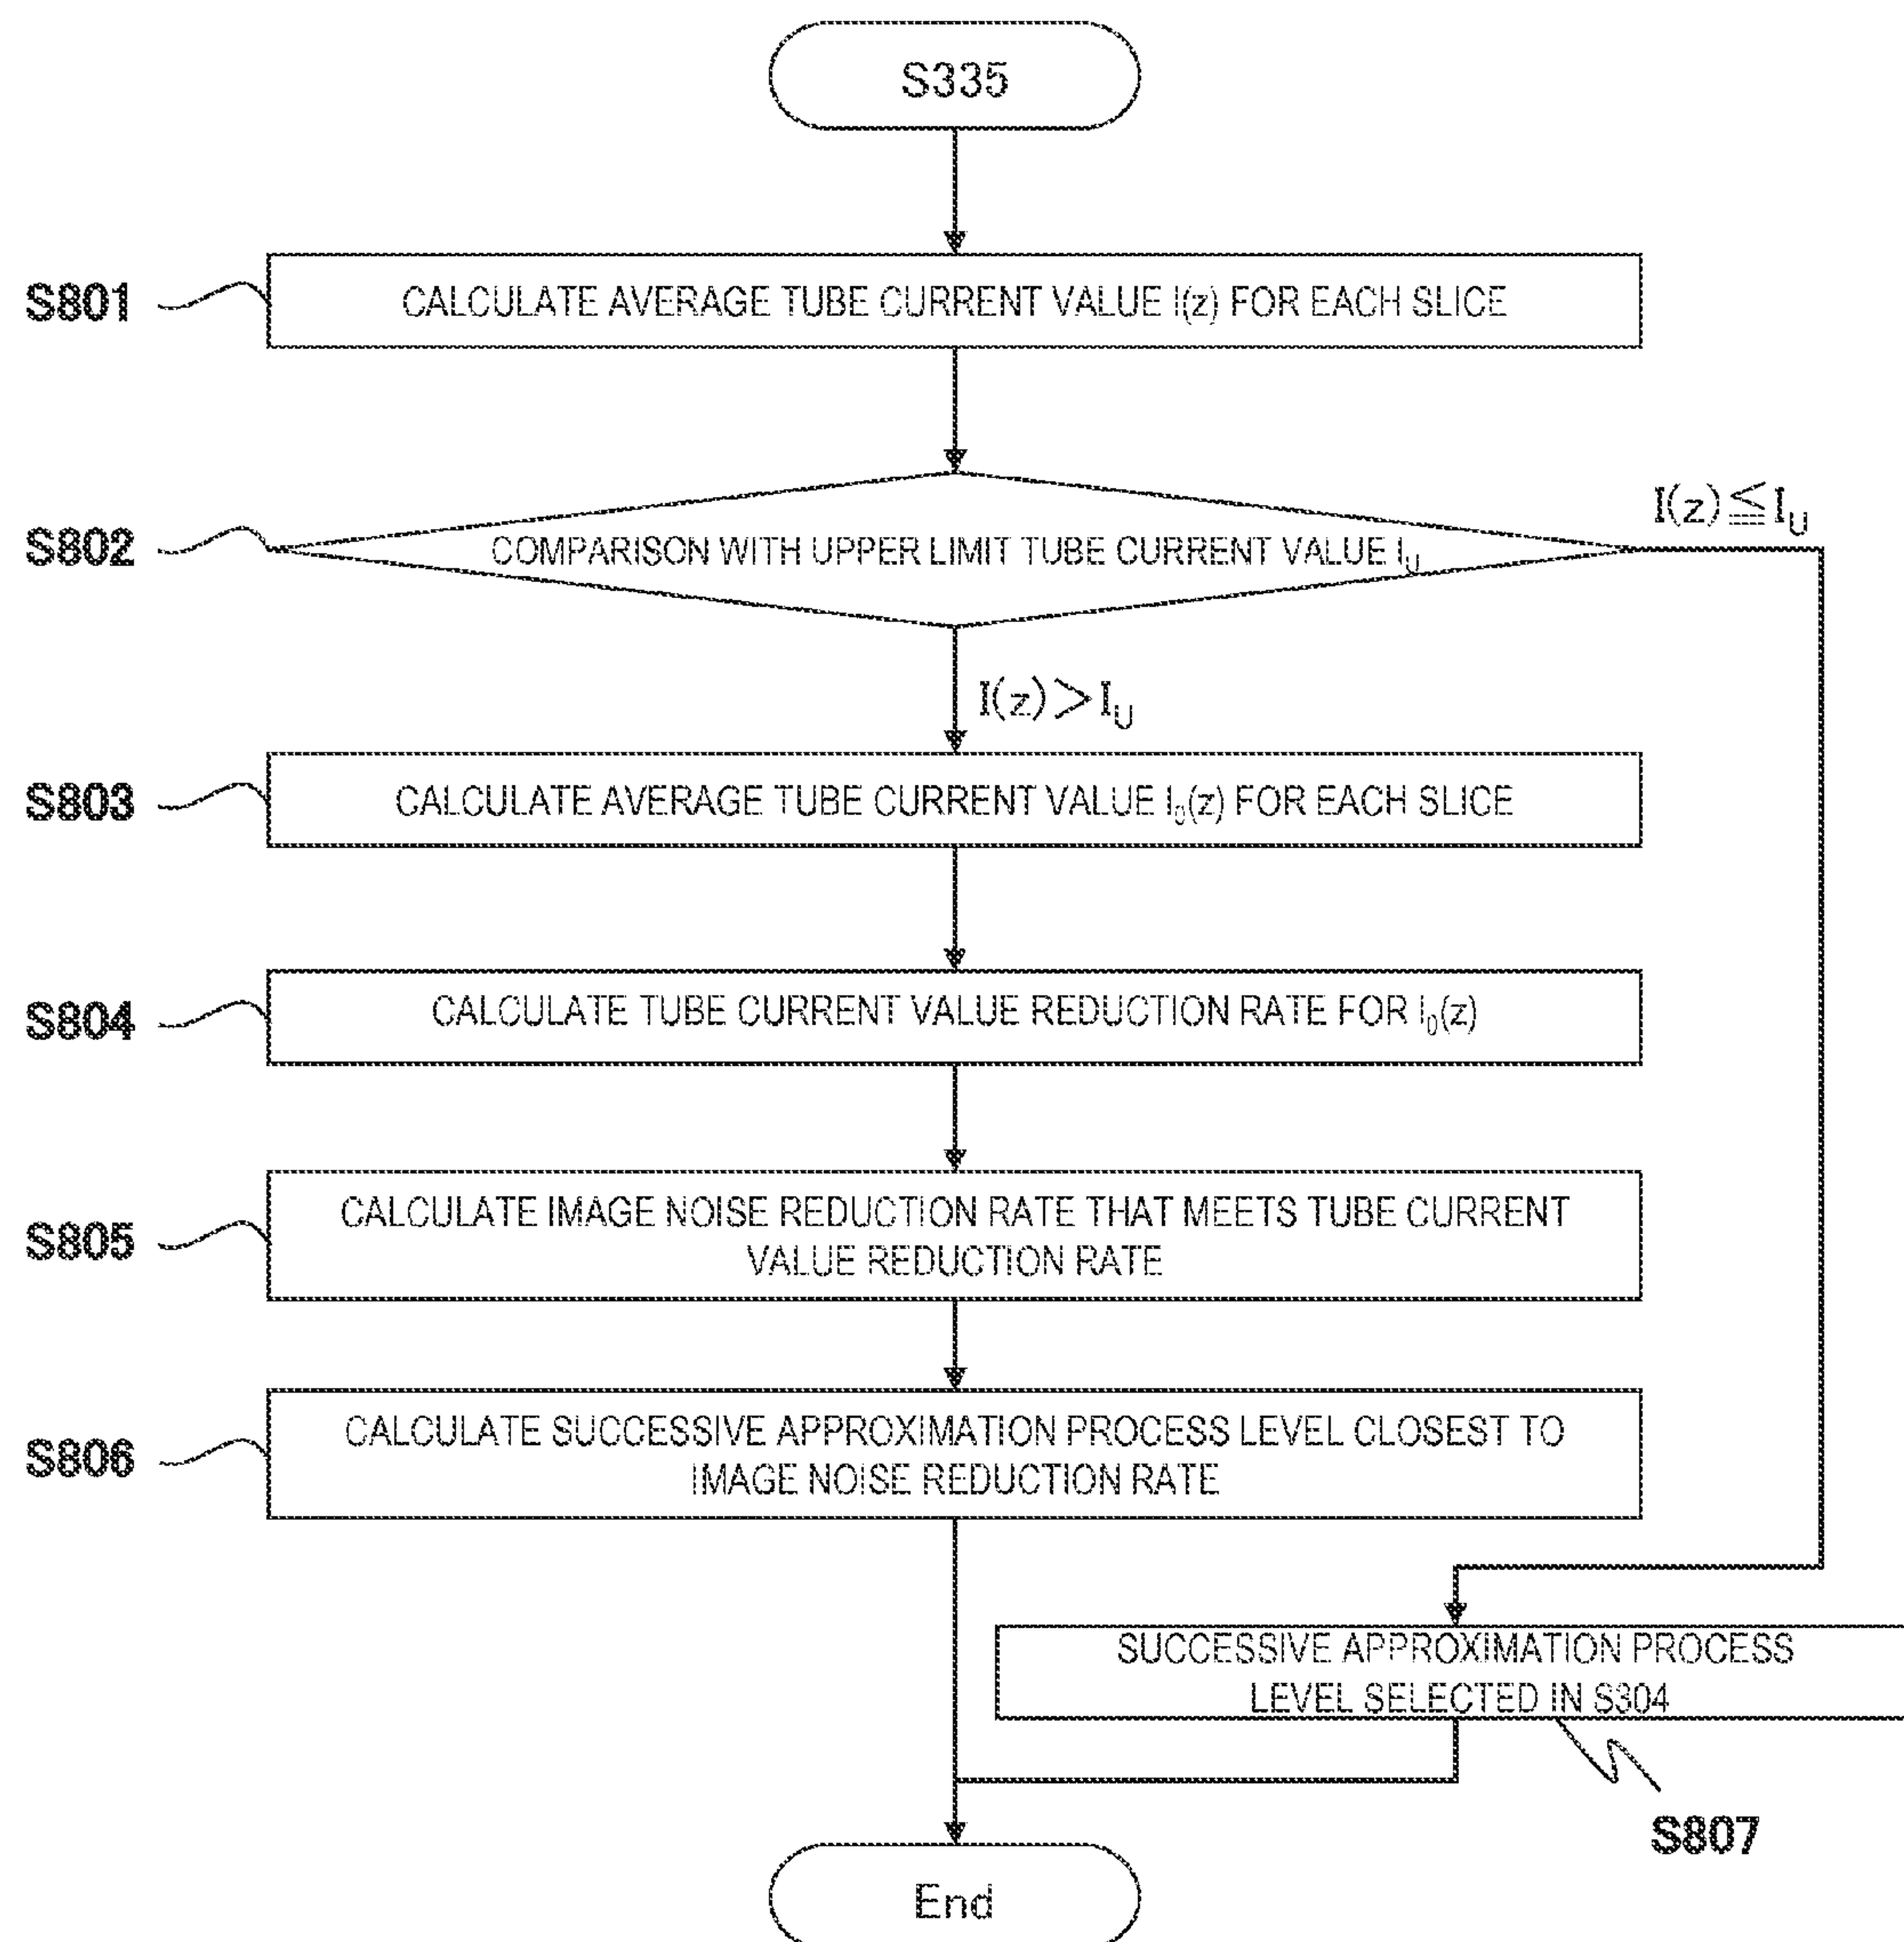 S335
S801
CALCULATE AVERAGE TUBE CURRENT VALUE I(z) FOR EACH SLICE
S802
COMPARISON WITH UPPER LIMIT TUBE CURRENT VALUE I_U
I(z)≦I_U
I(z)>I_U
S803
CALCULATE AVERAGE TUBE CURRENT VALUE I₀(z) FOR EACH SLICE
S804
CALCULATE TUBE CURRENT VALUE REDUCTION RATE FOR I₀(z)
S805
CALCULATE IMAGE NOISE REDUCTION RATE THAT MEETS TUBE CURRENT
VALUE REDUCTION RATE
S806
CALCULATE SUCCESSIVE APPROXIMATION PROCESS LEVEL CLOSEST TO
IMAGE NOISE REDUCTION RATE
SUCCESSIVE APPROXIMATION PROCESS
LEVEL SELECTED IN S304
S807
End